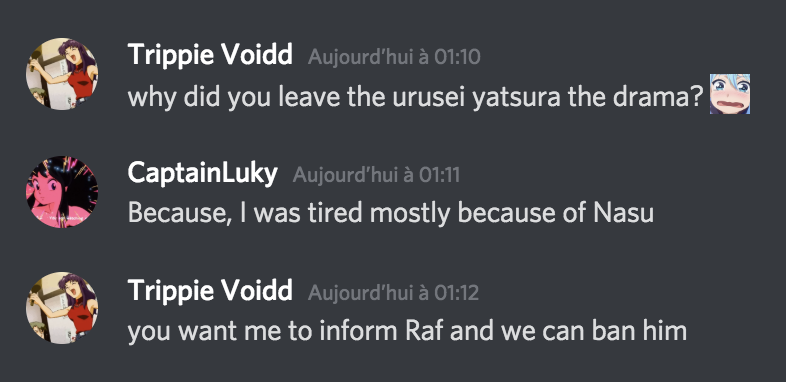 Trippie Voidd Aujourd'hui à 01:10
why did you leave the urusei yatsura the drama?
CaptainLuky Aujourd'hui à 01:11
Because, I was tired mostly because of Nasu
Trippie Voidd Aujourd'hui à 01:12
you want me to inform Raf and we can ban him